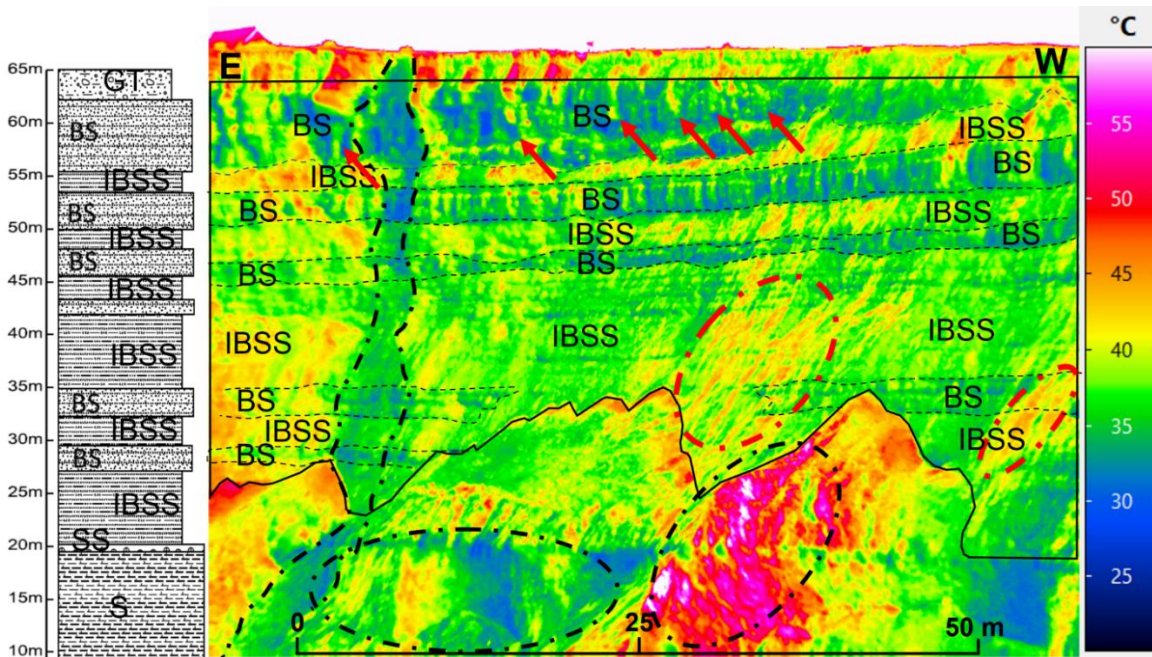 °C
E W
65m GT
60m BS BS BS IBSS 55
55m IBSS IBSS BS 50
BS BS BS IBSS
50m IBSS IBSS BS 45
45m BS BS BS
IBSS
40m 40
IBSS IBSS IBSS IBSS
35m 35
BS BS BS
30m IBSS IBSS IBSS 30
BS BS
25m IBSS
20m SS 25
15m S
0 25 50 m
10m